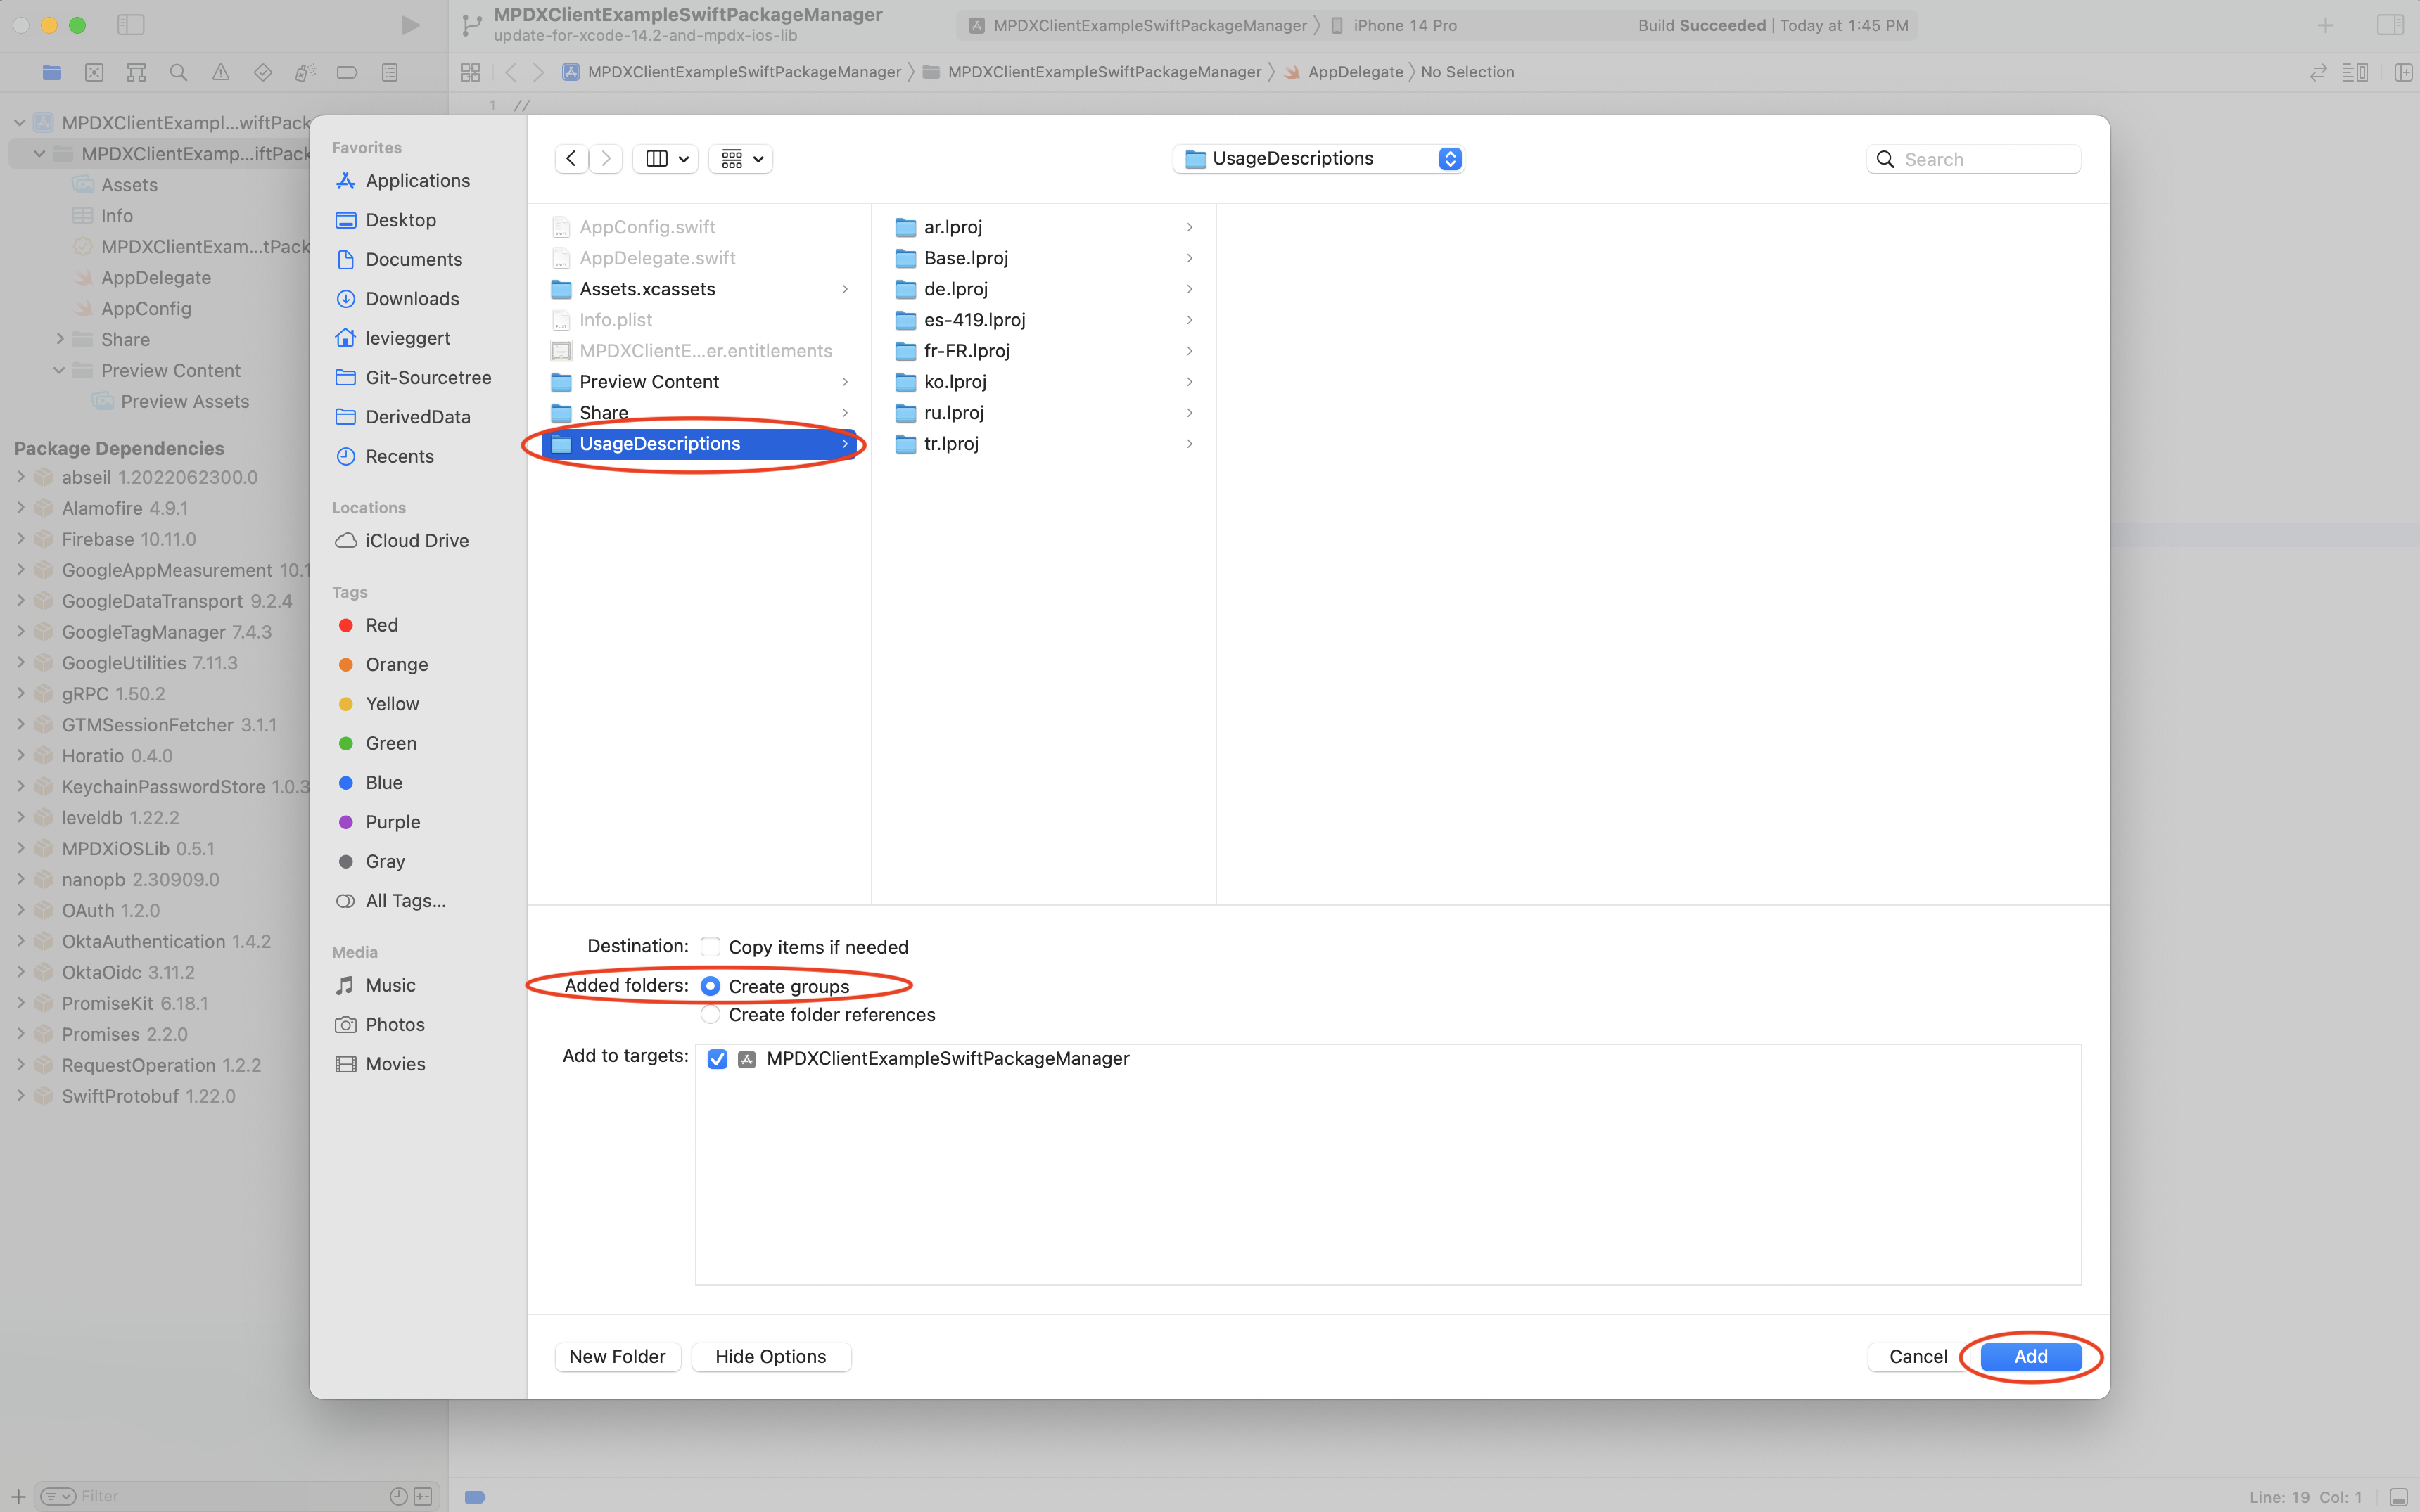 MPDXClientExampleSwiftPackageManager
update-for-xcode-14.2-and-mpdx-ios-lib
MPDXClientExampleSwiftPackageManager
iPhone 14 Pro
Build Succeeded | Today at 1:45 PM
MPDXClientExampleSwiftPackageManager
MPDXClientExampleSwiftPackageManager
AppDelegate
No Selection
1 //
MPDXClientExampl...wiftPack
MPDXClientExamp...iftPack
Assets
Info
MPDXClientExam...tPack
AppDelegate
AppConfig
Share
Preview Content
Preview Assets
Package Dependencies
abseil 1.2022062300.0
Alamofire 4.9.1
Firebase 10.11.0
GoogleAppMeasurement 10.1
GoogleDataTransport 9.2.4
GoogleTagManager 7.4.3
GoogleUtilities 7.11.3
gRPC 1.50.2
GTMSessionFetcher 3.1.1
Horatio 0.4.0
KeychainPasswordStore 1.0.3
leveldb 1.22.2
MPDXiOSLib 0.5.1
nanopb 2.30909.0
OAuth 1.2.0
OktaAuthentication 1.4.2
OktaOidc 3.11.2
PromiseKit 6.18.1
Promises 2.2.0
RequestOperation 1.2.2
SwiftProtobuf 1.22.0
Filter
Favorites
Applications
Desktop
Documents
Downloads
levieggert
Git-Sourcetree
DerivedData
Recents
Locations
iCloud Drive
Tags
Red
Orange
Yellow
Green
Blue
Purple
Gray
All Tags...
Media
Music
Photos
Movies
UsageDescriptions
Search
AppConfig.swift
AppDelegate.swift
Assets.xcassets
Info.plist
MPDXClientE...er.entitlements
Preview Content
Share
UsageDescriptions
ar.lproj
Base.lproj
de.lproj
es-419.lproj
fr-FR.lproj
ko.lproj
ru.lproj
tr.lproj
Destination: Copy items if needed
Added folders: Create groups
Create folder references
Add to targets: MPDXClientExampleSwiftPackageManager
New Folder
Hide Options
Cancel
Add
Line: 19 Col: 1